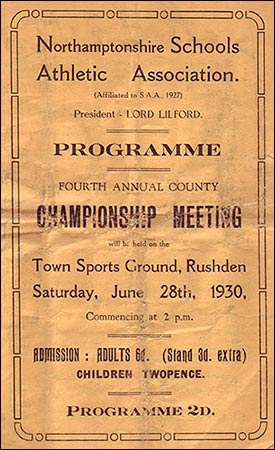 Northamptonshire Schools
Athletic Association.
(Affiliated to S.A.A., 1927)
President - LORD LILFORD.
PROGRAMME
FOURTH ANNUAL COUNTY
CHAMPIONSHIP MEETING
will be held on the
Town Sports Ground, Rushden
Saturday, June 28th, 1930,
Commencing at 2 p.m.
ADMISSION : ADULTS 6d. (Stand 3d. extra)
CHILDREN TWOPENCE.
PROGRAMME 2D.